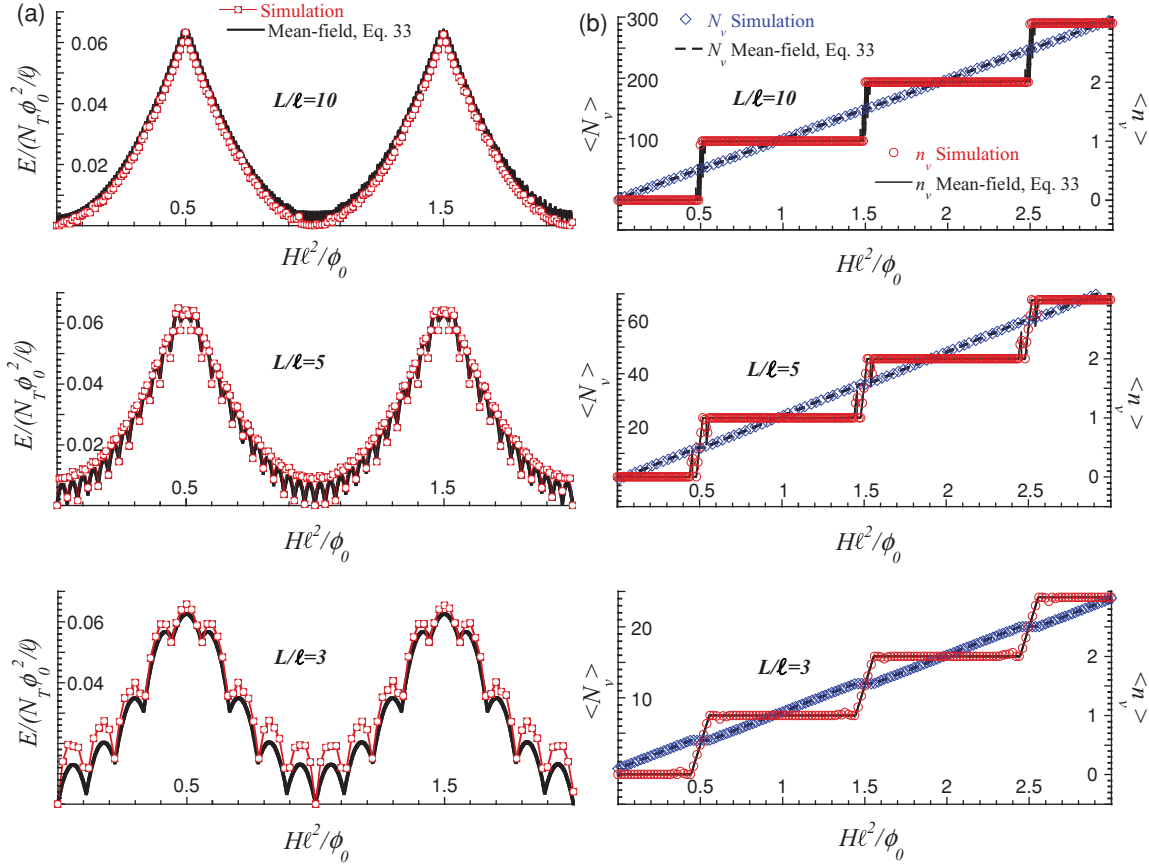 (a)
Simulation
Mean-field, Eq. 33
E/(N_T ϕ_0^2/ℓ)
0.06
0.04
0.02
L/ℓ=10
0.5
1.5
Hℓ^2/ϕ_0
E/(N_T ϕ_0^2/ℓ)
0.06
0.04
0.02
L/ℓ=5
0.5
1.5
Hℓ^2/ϕ_0
E/(N_T ϕ_0^2/ℓ)
0.06
0.04
L/ℓ=3
0.5
1.5
Hℓ^2/ϕ_0
(b)
N_v Simulation
N_v Mean-field, Eq. 33
<N_v>
300
200
100
L/ℓ=10
n_v Simulation
n_v Mean-field, Eq. 33
2
1
0
<n_v>
0.5
1
1.5
2
2.5
Hℓ^2/ϕ_0
<N_v>
60
40
20
L/ℓ=5
2
1
0
<n_v>
0.5
1
1.5
2
2.5
Hℓ^2/ϕ_0
<N_v>
20
10
L/ℓ=3
2
1
0
<n_v>
0.5
1
1.5
2
2.5
Hℓ^2/ϕ_0